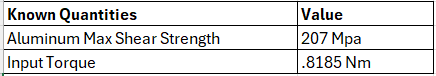 Known Quantities Value
Aluminum Max Shear Strength 207 Mpa
Input Torque .8185 Nm